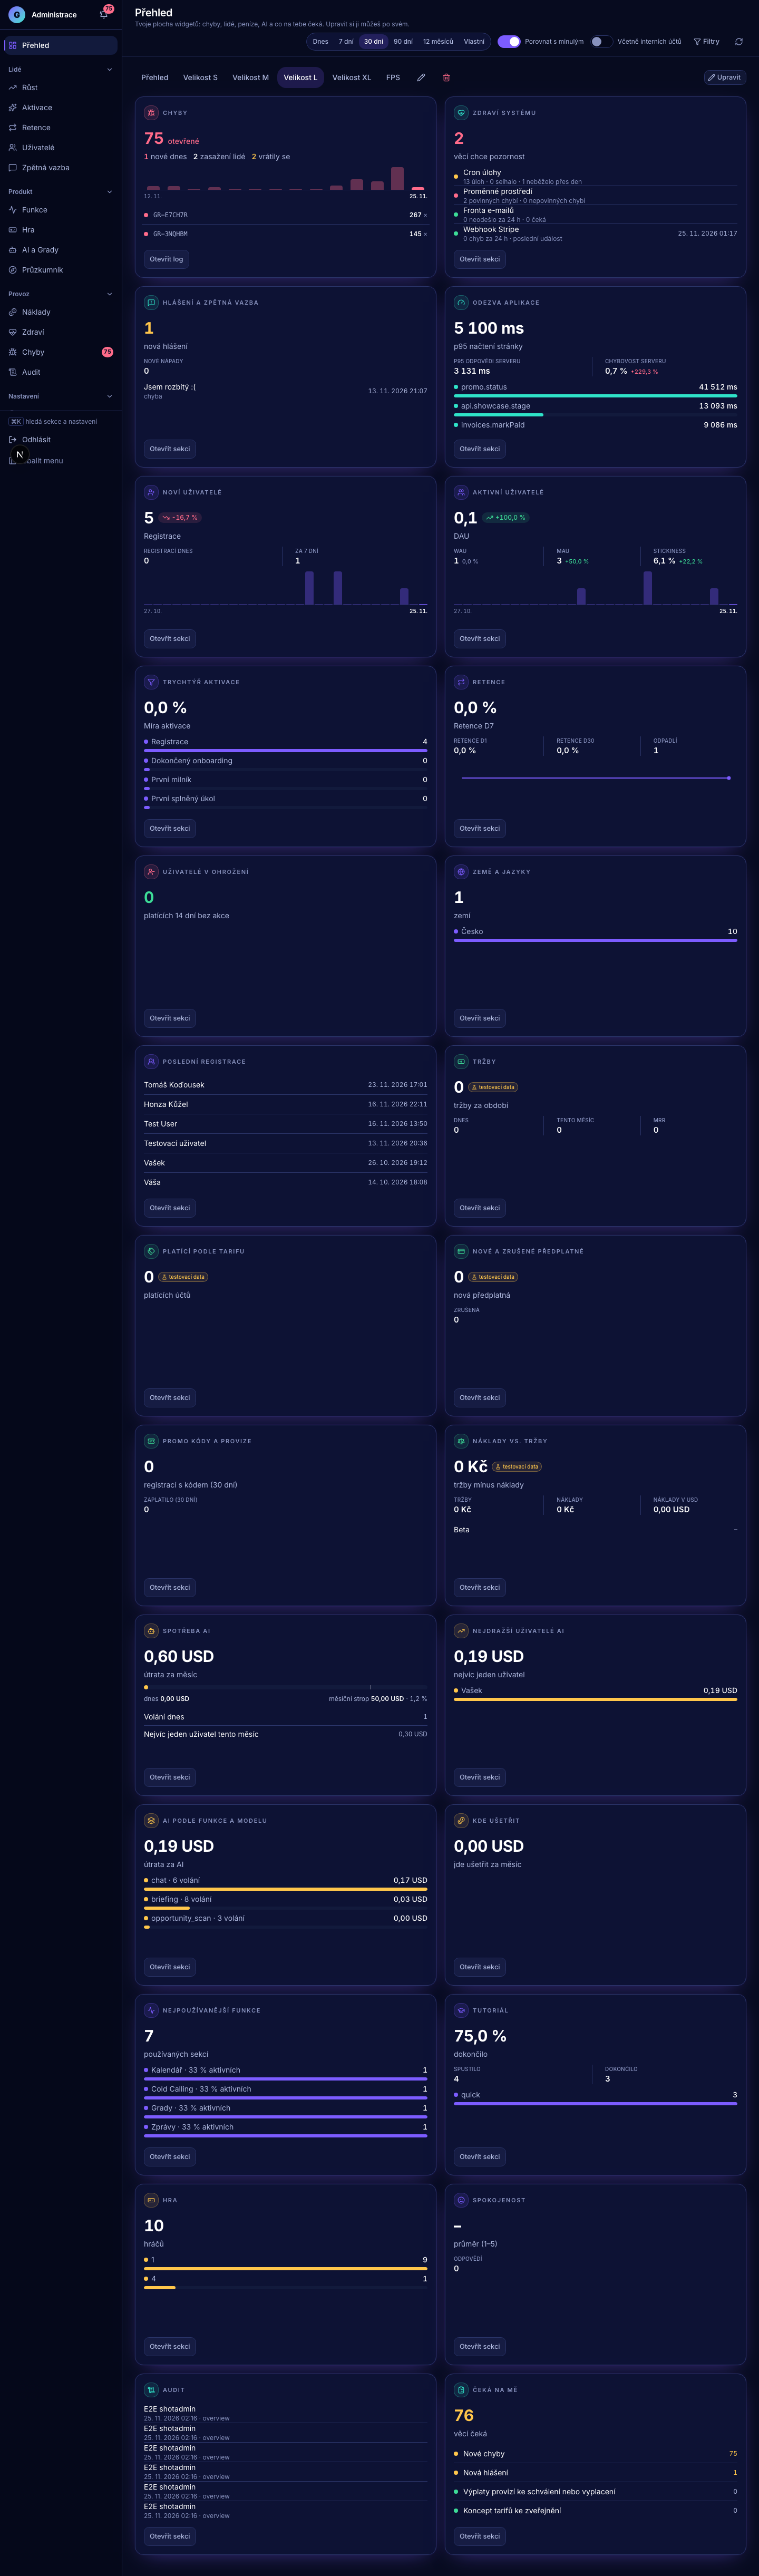 G Administrace 75
Přehled
Lidé
Růst
Aktivace
Retence
Uživatelé
Zpětná vazba
Produkt
Funkce
Hra
AI a Grady
Průzkumník
Provoz
Náklady
Zdraví
Chyby 75
Audit
Nastavení
⌘K hledá sekce a nastavení
Odhlásit
N
balit menu
Přehled
Tvoje plocha widgetů: chyby, lidé, peníze, AI a co na tebe čeká. Upravit si ji můžeš po svém.
Dnes 7 dní 30 dní 90 dní 12 měsíců Vlastní Porovnat s minulým Včetně interních účtů Filtry
Přehled Velikost S Velikost M Velikost L Velikost XL FPS Upravit
CHYBY
75 otevřené
1 nové dnes 2 zasažení lidé 2 vrátily se
12. 11. 25. 11.
GR-E7CH7R 267 ×
GR-3NQHBM 145 ×
Otevřít log
ZDRAVÍ SYSTÉMU
2
věcí chce pozornost
Cron úlohy
13 úloh · 0 selhalo · 1 neběželo přes den
Proměnné prostředí
2 povinných chybí · 0 nepovinných chybí
Fronta e-mailů
0 neodešlo za 24 h · 0 čeká
Webhook Stripe
0 chyb za 24 h · poslední událost 25. 11. 2026 01:17
Otevřít sekci
HLÁŠENÍ A ZPĚTNÁ VAZBA
1
nová hlášení
NOVÉ NÁPADY
0
Jsem rozbitý :(
chyba 13. 11. 2026 21:07
Otevřít sekci
ODEZVA APLIKACE
5 100 ms
p95 načtení stránky
P95 ODPOVĚDI SERVERU CHYBOVOST SERVERU
3 131 ms 0,7 % +229,3 %
promo.status 41 512 ms
api.showcase.stage 13 093 ms
invoices.markPaid 9 086 ms
Otevřít sekci
NOVÍ UŽIVATELÉ
5 -16,7 %
Registrace
REGISTRACÍ DNES ZA 7 DNÍ
0 1
27. 10. 25. 11.
Otevřít sekci
AKTIVNÍ UŽIVATELÉ
0,1 +100,0 %
DAU
WAU MAU STICKINESS
1 0,0 % 3 +50,0 % 6,1 % +22,2 %
27. 10. 25. 11.
Otevřít sekci
TRYCHTÝŘ AKTIVACE
0,0 %
Míra aktivace
Registrace 4
Dokončený onboarding 0
První milník 0
První splněný úkol 0
Otevřít sekci
RETENCE
0,0 %
Retence D7
RETENCE D1 RETENCE D30 ODPADLÍ
0,0 % 0,0 % 1
Otevřít sekci
UŽIVATELÉ V OHROŽENÍ
0
platících 14 dní bez akce
Otevřít sekci
ZEMĚ A JAZYKY
1
zemí
Česko 10
Otevřít sekci
POSLEDNÍ REGISTRACE
Tomáš Koďousek 23. 11. 2026 17:01
Honza Kůžel 16. 11. 2026 22:11
Test User 16. 11. 2026 13:50
Testovací uživatel 13. 11. 2026 20:36
Vašek 26. 10. 2026 19:12
Váša 14. 10. 2026 18:08
Otevřít sekci
TRŽBY
0 testovací data
tržby za období
DNES TENTO MĚSÍC MRR
0 0 0
Otevřít sekci
PLATÍCÍ PODLE TARIFU
0 testovací data
platících účtů
Otevřít sekci
NOVÉ A ZRUŠENÉ PŘEDPLATNÉ
0 testovací data
nová předplatná
ZRUŠENÁ
0
Otevřít sekci
PROMO KÓDY A PROVIZE
0
registrací s kódem (30 dní)
ZAPLATILO (30 DNÍ)
0
Otevřít sekci
NÁKLADY VS. TRŽBY
0 Kč testovací data
tržby mínus náklady
TRŽBY NÁKLADY NÁKLADY V USD
0 Kč 0 Kč 0,00 USD
Beta –
Otevřít sekci
SPOTŘEBA AI
0,60 USD
útrata za měsíc
dnes 0,00 USD měsíční strop 50,00 USD · 1,2 %
Volání dnes 1
Nejvíc jeden uživatel tento měsíc 0,30 USD
Otevřít sekci
NEJDRAŽŠÍ UŽIVATELÉ AI
0,19 USD
nejvíc jeden uživatel
Vašek 0,19 USD
Otevřít sekci
AI PODLE FUNKCE A MODELU
0,19 USD
útrata za AI
chat · 6 volání 0,17 USD
briefing · 8 volání 0,03 USD
opportunity_scan · 3 volání 0,00 USD
Otevřít sekci
KDE UŠETŘIT
0,00 USD
jde ušetřit za měsíc
Otevřít sekci
NEJPOUŽÍVANĚJŠÍ FUNKCE
7
používaných sekcí
Kalendář · 33 % aktivních 1
Cold Calling · 33 % aktivních 1
Grady · 33 % aktivních 1
Zprávy · 33 % aktivních 1
Otevřít sekci
TUTORIÁL
75,0 %
dokončilo
SPUSTILO DOKONČILO
4 3
quick 3
Otevřít sekci
HRA
10
hráčů
1 9
4 1
Otevřít sekci
SPOKOJENOST
–
průměr (1–5)
ODPOVĚDÍ
0
Otevřít sekci
AUDIT
E2E shotadmin
25. 11. 2026 02:16 · overview
E2E shotadmin
25. 11. 2026 02:16 · overview
E2E shotadmin
25. 11. 2026 02:16 · overview
E2E shotadmin
25. 11. 2026 02:16 · overview
E2E shotadmin
25. 11. 2026 02:16 · overview
E2E shotadmin
25. 11. 2026 02:16 · overview
Otevřít sekci
ČEKÁ NA MĚ
76
věcí čeká
Nové chyby 75
Nová hlášení 1
Výplaty provizí ke schválení nebo vyplacení 0
Koncept tarifů ke zveřejnění 0
Otevřít sekci